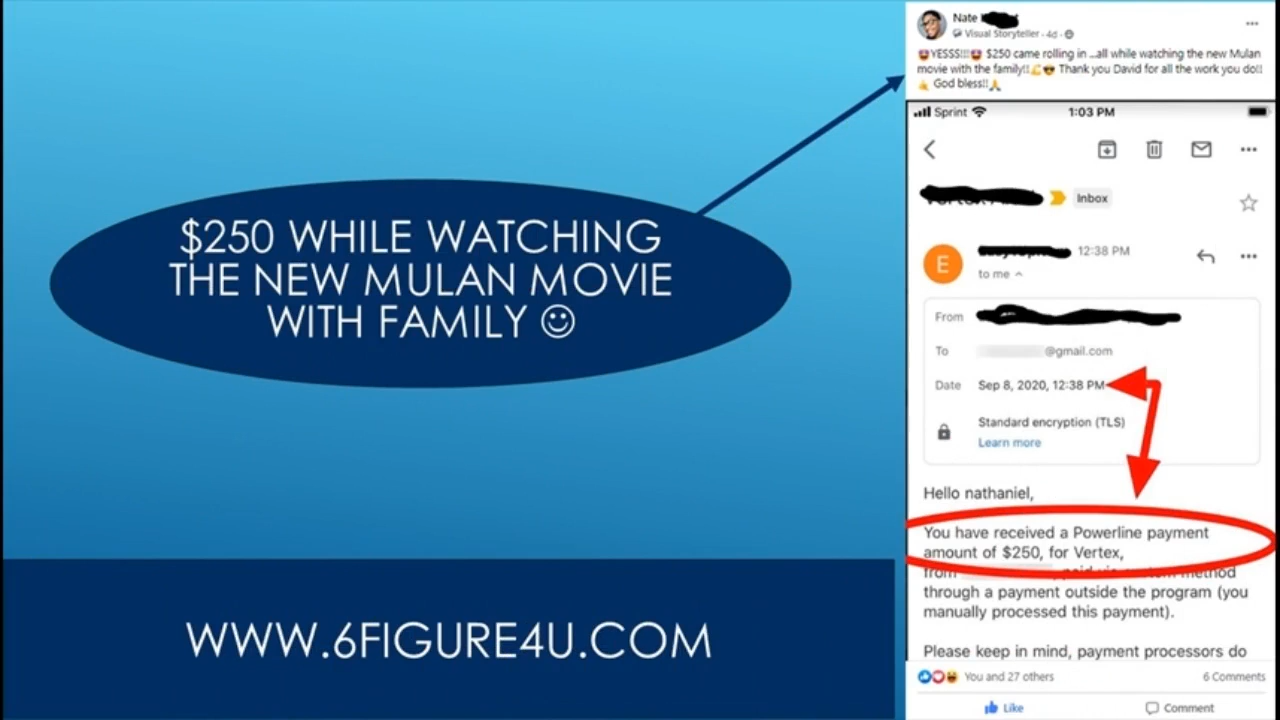 $250 WHILE WATCHING
THE NEW MULAN MOVIE
WITH FAMILY ☺
WWW.6FIGURE4U.COM
Nate
Visual Storyteller · 4d ·
😍YESSS!!!😍 $250 came rolling in ...all while watching the new Mulan
movie with the family!!💪😎 Thank you David for all the work you do!!
🤙 God bless!!🙏
Sprint 1:03 PM
Inbox
E
12:38 PM
to me
From
To @gmail.com
Date Sep 8, 2020, 12:38 PM
Standard encryption (TLS)
Learn more
Hello nathaniel,
You have received a Powerline payment
amount of $250, for Vertex,
from paid via custom method
through a payment outside the program (you
manually processed this payment).
Please keep in mind, payment processors do
You and 27 others 6 Comments
Like Comment